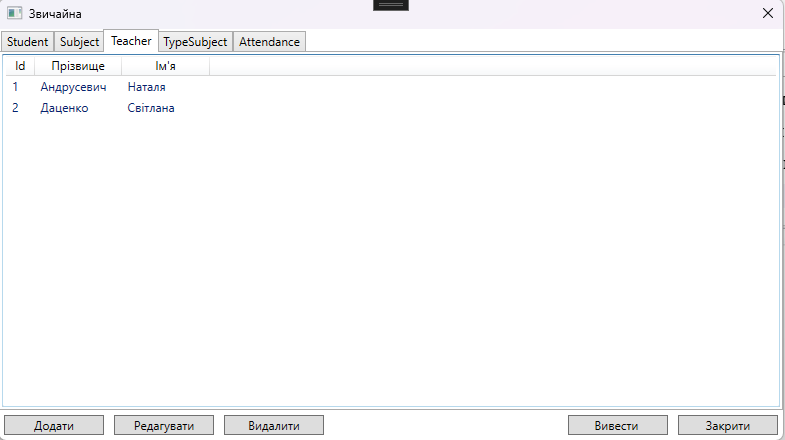 Звичайна
Student Subject Teacher TypeSubject Attendance
Id Прізвище Ім'я
1 Андрусевич Наталя
2 Даценко Світлана
Додати Редагувати Видалити Вивести Закрити